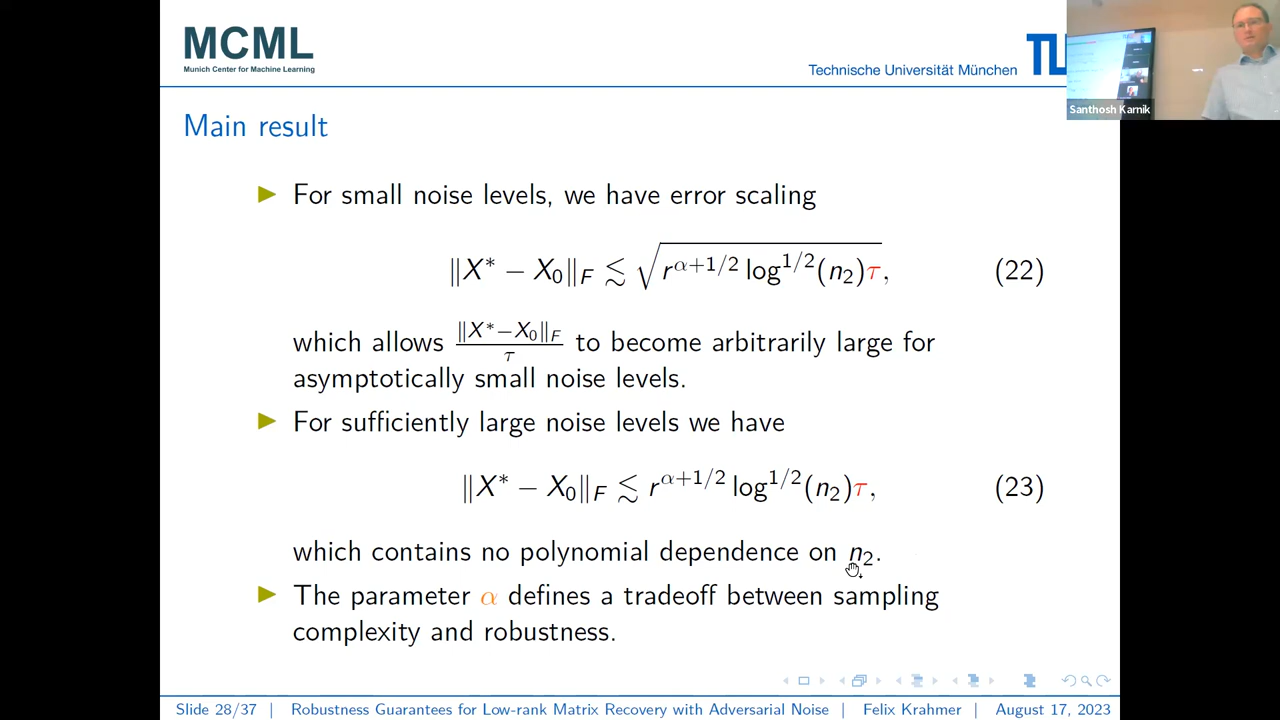 MCML
Munich Center for Machine Learning
Technische Universität München
Santhosh Karnik
Main result
For small noise levels, we have error scaling
‖X* − X₀‖_F ≲ √(r^{α+1/2} log^{1/2}(n₂)τ), (22)
which allows ‖X*−X₀‖_F / τ to become arbitrarily large for
asymptotically small noise levels.
For sufficiently large noise levels we have
‖X* − X₀‖_F ≲ r^{α+1/2} log^{1/2}(n₂)τ, (23)
which contains no polynomial dependence on n₂.
The parameter α defines a tradeoff between sampling
complexity and robustness.
Slide 28/37 | Robustness Guarantees for Low-rank Matrix Recovery with Adversarial Noise | Felix Krahmer | August 17, 2023